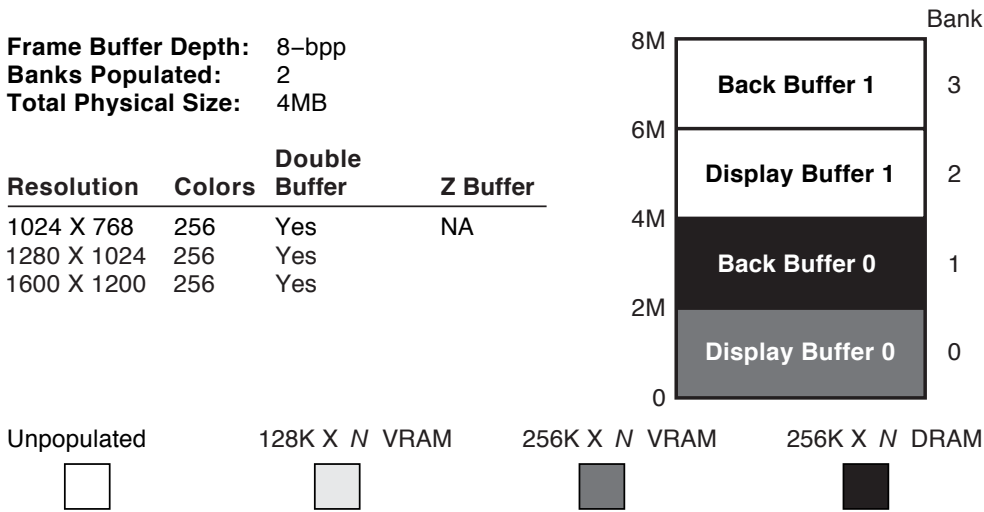 Frame Buffer Depth: 8–bpp
Banks Populated: 2
Total Physical Size: 4MB
Resolution Colors Double Buffer Z Buffer
1024 X 768 256 Yes NA
1280 X 1024 256 Yes
1600 X 1200 256 Yes
Bank
8M
Back Buffer 1 3
6M
Display Buffer 1 2
4M
Back Buffer 0 1
2M
Display Buffer 0 0
0
Unpopulated 128K X N VRAM 256K X N VRAM 256K X N DRAM